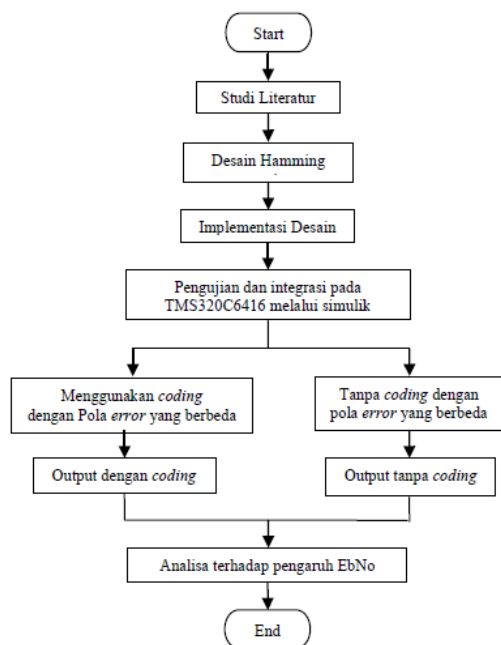 Start
Studi Literatur
Desain Hamming
Implementasi Desain
Pengujian dan integrasi pada
TMS320C6416 melalui simulik
Menggunakan coding
dengan Pola error yang berbeda
Tanpa coding dengan
pola error yang berbeda
Output dengan coding
Output tanpa coding
Analisa terhadap pengaruh EbNo
End